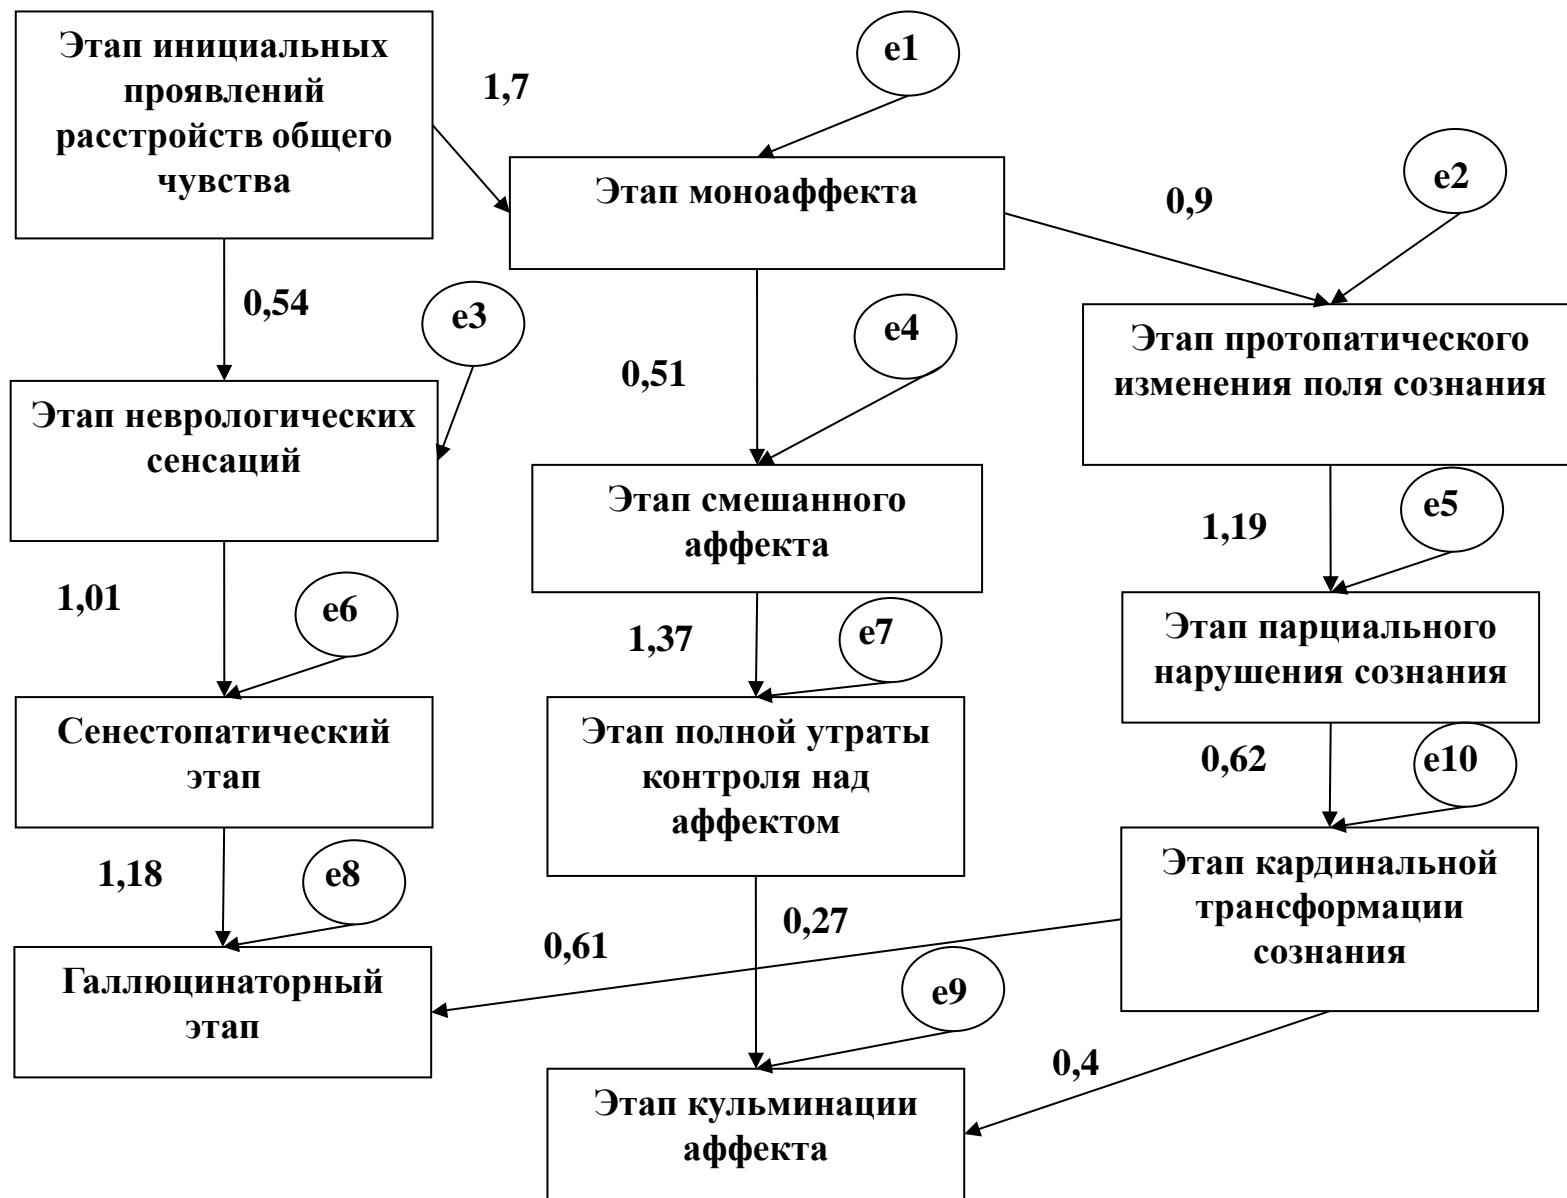 Этап инициальных
проявлений
расстройств общего
чувства
1,7
e1
Этап моноаффекта
0,9
e2
0,54
e3
0,51
e4
Этап протопатического
изменения поля сознания
Этап неврологических
сенсаций
Этап смешанного
аффекта
1,19
e5
1,01
e6
1,37
e7
Этап парциального
нарушения сознания
Сенестопатический
этап
Этап полной утраты
контроля над
аффектом
0,62
e10
1,18
e8
Этап кардинальной
трансформации
сознания
0,61
0,27
Галлюцинаторный
этап
e9
0,4
Этап кульминации
аффекта